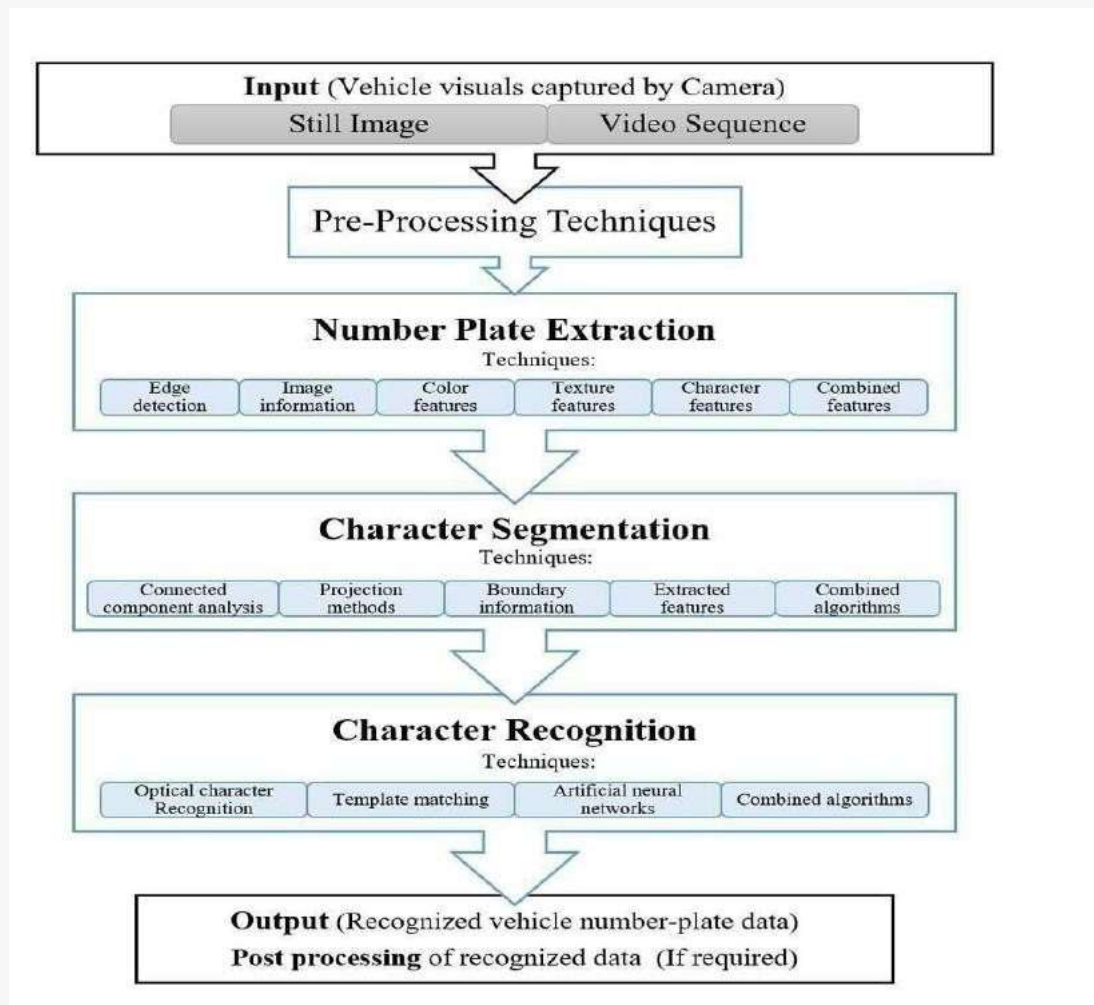 Input (Vehicle visuals captured by Camera)
Still Image
Video Sequence
Pre-Processing Techniques
Number Plate Extraction
Techniques:
Edge
detection
Image
information
Color
features
Texture
features
Character
features
Combined
features
Character Segmentation
Techniques:
Connected
component analysis
Projection
methods
Boundary
information
Extracted
features
Combined
algorithms
Character Recognition
Techniques:
Optical character
Recognition
Template matching
Artificial neural
networks
Combined algorithms
Output (Recognized vehicle number-plate data)
Post processing of recognized data (If required)